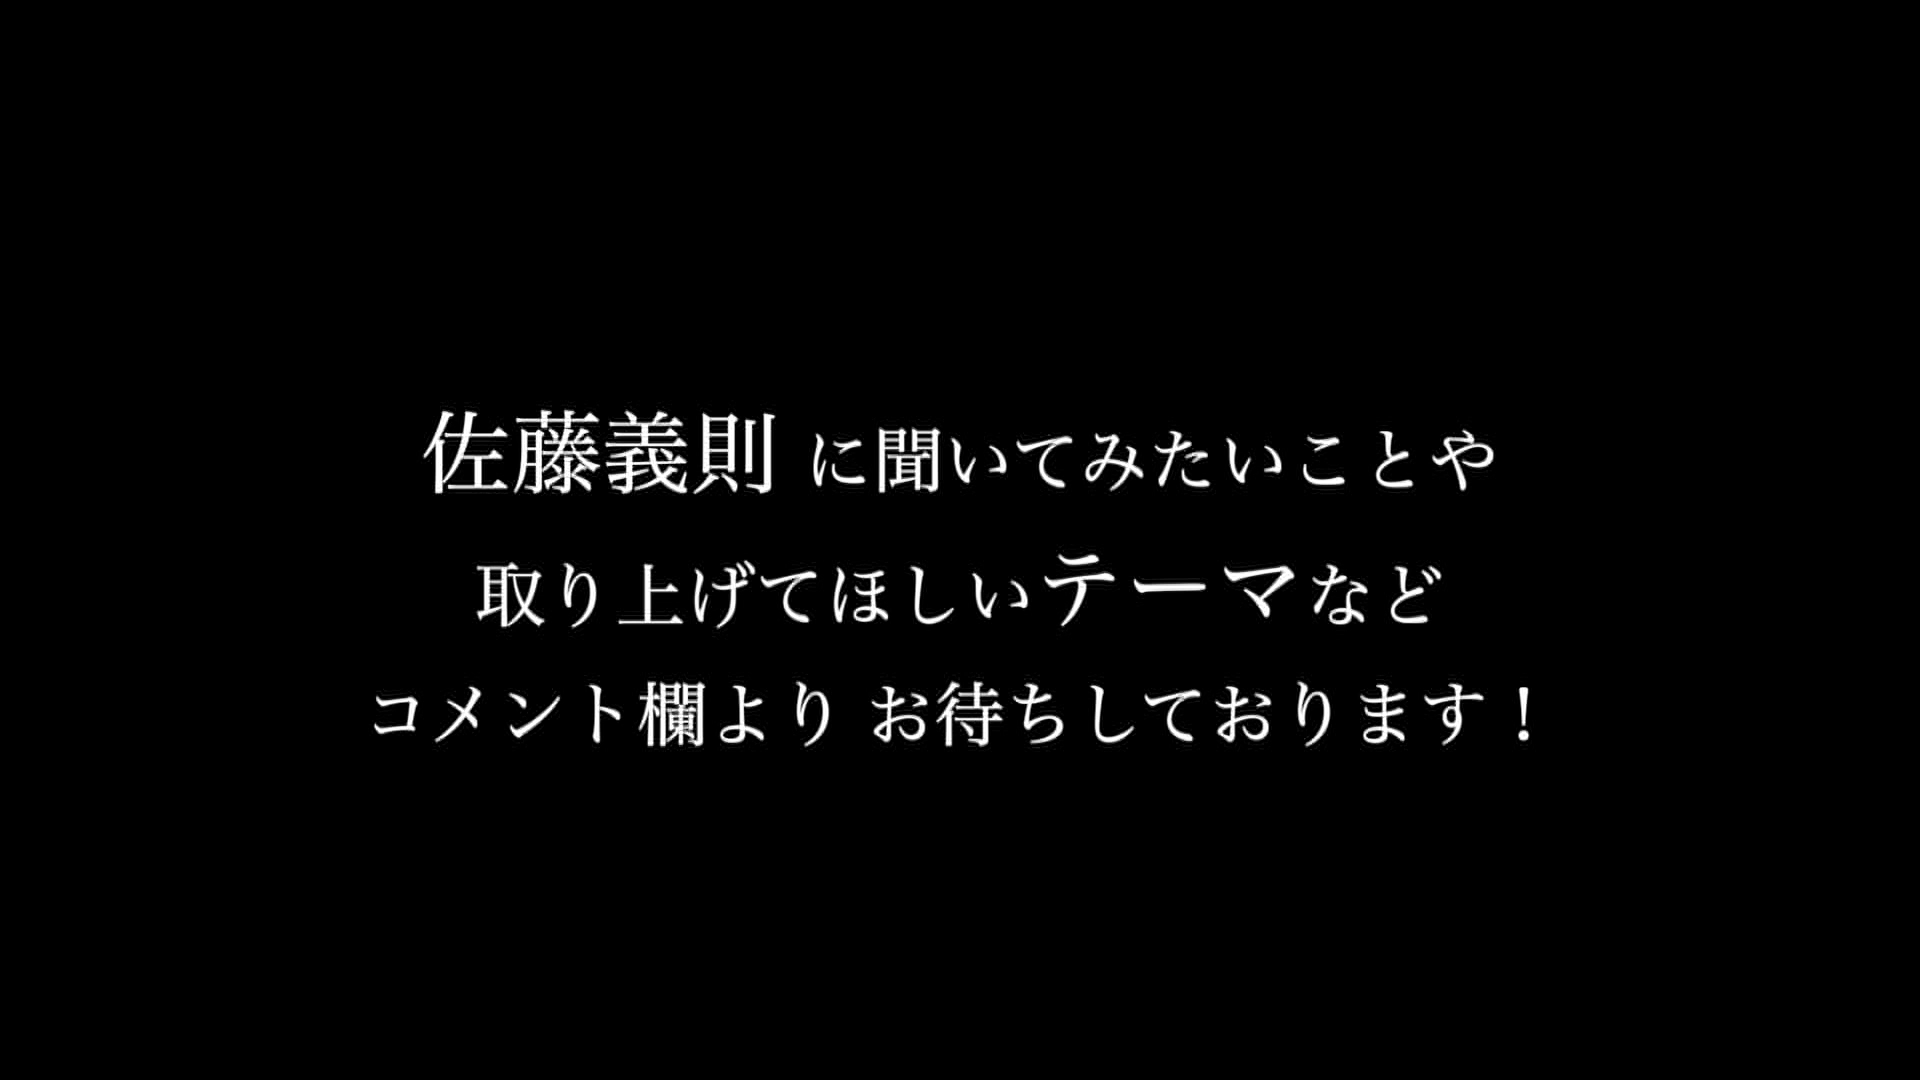 佐藤義則 に聞いてみたいことや
取り上げてほしいテーマなど
コメント欄より お待ちしております！